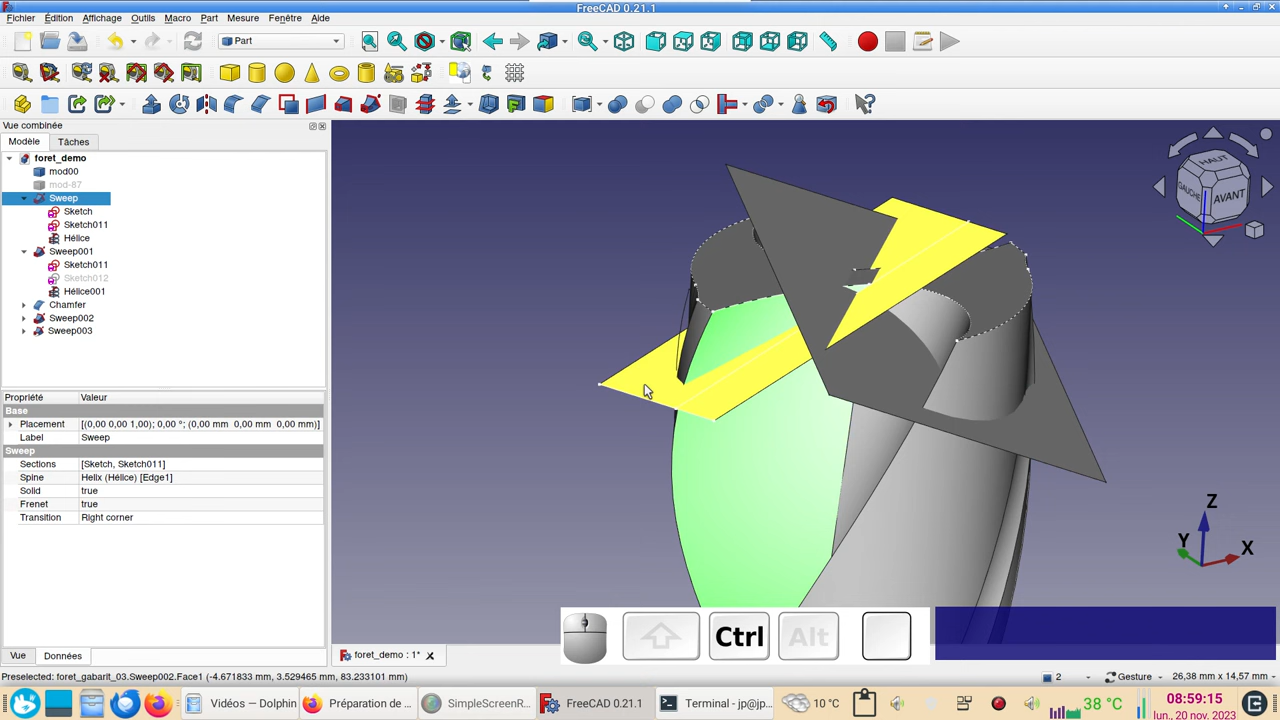 FreeCAD 0.21.1
Fichier Édition Affichage Outils Macro Part Mesure Fenêtre Aide
Part
Vue combinée
Modèle Tâches
foret_demo
mod00
mod-87
Sweep
Sketch
Sketch011
Hélice
Sweep001
Sketch011
Sketch012
Hélice001
Chamfer
Sweep002
Sweep003
Propriété Valeur
Base
Placement [(0,00 0,00 1,00); 0,00 °; (0,00 mm 0,00 mm 0,00 mm)]
Label Sweep
Sweep
Sections [Sketch, Sketch011]
Spine Helix (Hélice) [Edge1]
Solid true
Frenet true
Transition Right corner
Vue Données
HAUT
GAUCHE
AVANT
Z
Y
X
Ctrl
Alt
foret_demo : 1*
Preselected: foret_gabarit_03.Sweep002.Face1 (-4.671833 mm, 3.529465 mm, 83.233101 mm)
2
Gesture
26,38 mm x 14,57 mm
Vidéos — Dolphin
Préparation de ...
SimpleScreenR...
FreeCAD 0.21.1
Terminal - jp@jp...
10 °C
38 °C
08:59:15
lun., 20 nov. 2023